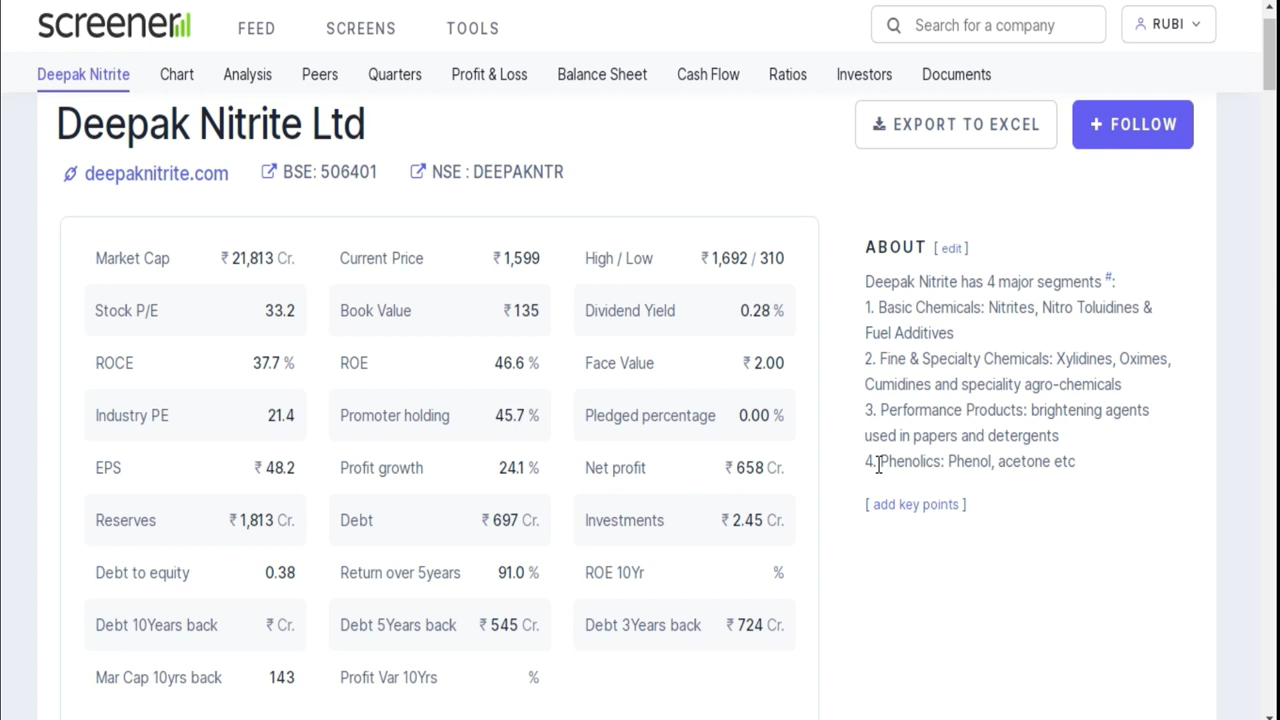 screener FEED SCREENS TOOLS Search for a company RUBI
Deepak Nitrite Chart Analysis Peers Quarters Profit & Loss Balance Sheet Cash Flow Ratios Investors Documents
Deepak Nitrite Ltd EXPORT TO EXCEL + FOLLOW
deepaknitrite.com BSE: 506401 NSE : DEEPAKNTR
Market Cap ₹ 21,813 Cr. Current Price ₹ 1,599 High / Low ₹ 1,692 / 310
Stock P/E 33.2 Book Value ₹ 135 Dividend Yield 0.28 %
ROCE 37.7 % ROE 46.6 % Face Value ₹ 2.00
Industry PE 21.4 Promoter holding 45.7 % Pledged percentage 0.00 %
EPS ₹ 48.2 Profit growth 24.1 % Net profit ₹ 658 Cr.
Reserves ₹ 1,813 Cr. Debt ₹ 697 Cr. Investments ₹ 2.45 Cr.
Debt to equity 0.38 Return over 5years 91.0 % ROE 10Yr %
Debt 10Years back ₹ Cr. Debt 5Years back ₹ 545 Cr. Debt 3Years back ₹ 724 Cr.
Mar Cap 10yrs back 143 Profit Var 10Yrs %
ABOUT [ edit ]
Deepak Nitrite has 4 major segments #:
1. Basic Chemicals: Nitrites, Nitro Toluidines &
Fuel Additives
2. Fine & Specialty Chemicals: Xylidines, Oximes,
Cumidines and speciality agro-chemicals
3. Performance Products: brightening agents
used in papers and detergents
4. Phenolics: Phenol, acetone etc
[ add key points ]